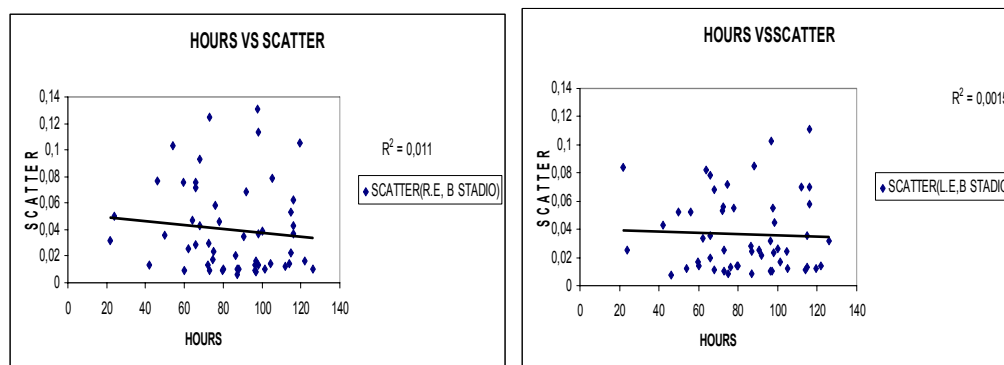 HOURS VS SCATTER
0,14
0,12
0,1
0,08
0,06
0,04
0,02
0
SCATTER
0 20 40 60 80 100 120 140
HOURS
R² = 0,011
SCATTER(R.E, B STADIO)
HOURS VSSCATTER
0,14
0,12
0,1
0,08
0,06
0,04
0,02
0
SCATTER
0 20 40 60 80 100 120 140
HOURS
R² = 0,0015
SCATTER(L.E,B STADIO